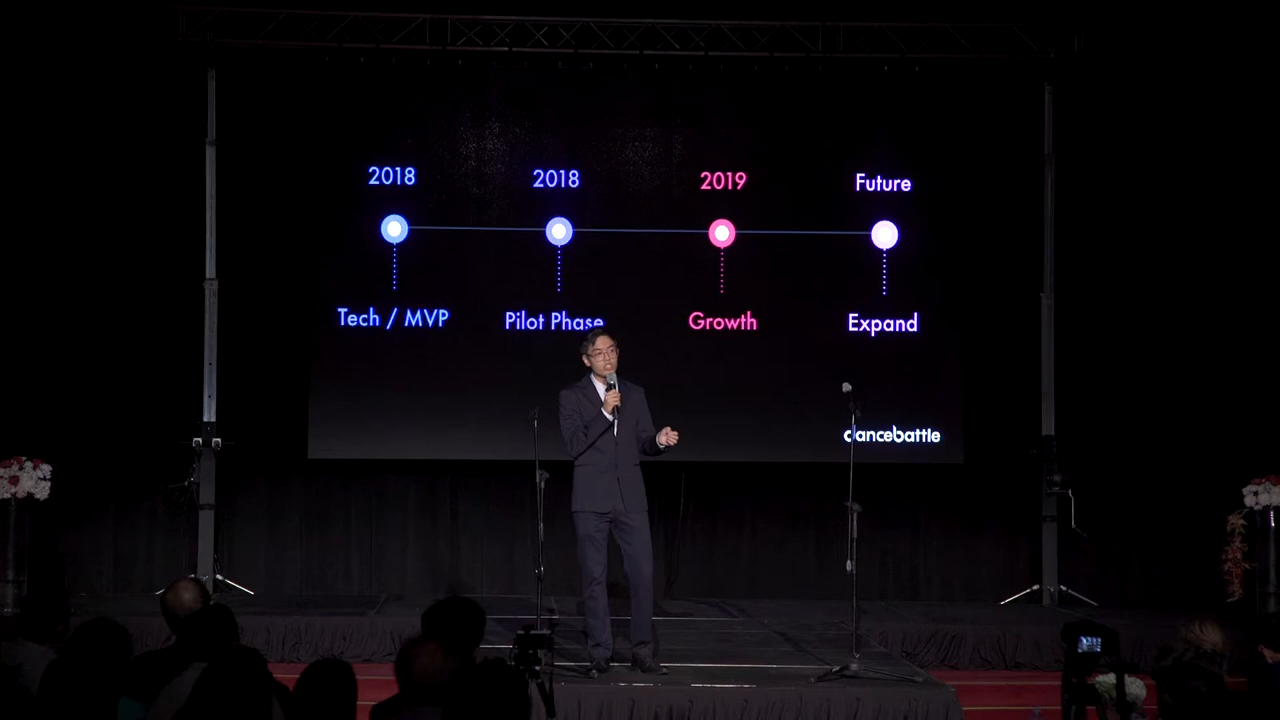 2018
2018
2019
Future
Tech / MVP
Pilot Phase
Growth
Expand
dancebattle